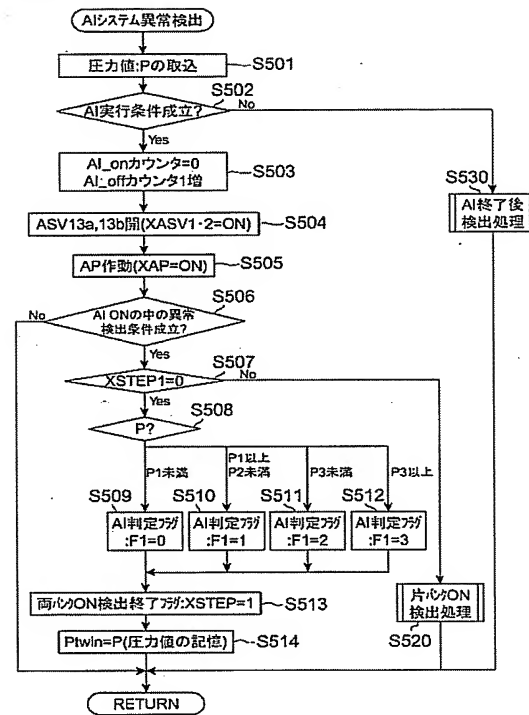 AIシステム異常検出
圧力値:Pの取込
S501
S502
AI実行条件成立?
No
Yes
AI_onカウンタ=0
AI_offカウンタ1増
S503
S530
AI終了後
検出処理
ASV13a,13b開(XASV1・2=ON)
S504
AP作動(XAP=ON)
S505
S506
No
AI ONの中の異常
検出条件成立?
Yes
S507
XSTEP1=0
No
Yes
S508
P?
P1未満
P1以上
P2未満
P3未満
P3以上
S509
S510
S511
S512
AI判定フラグ
:F1=0
AI判定フラグ
:F1=1
AI判定フラグ
:F1=2
AI判定フラグ
:F1=3
両バンクON検出終了フラグ:XSTEP=1
S513
片バンクON
検出処理
S520
Ptwin=P(圧力値の記憶)
S514
RETURN